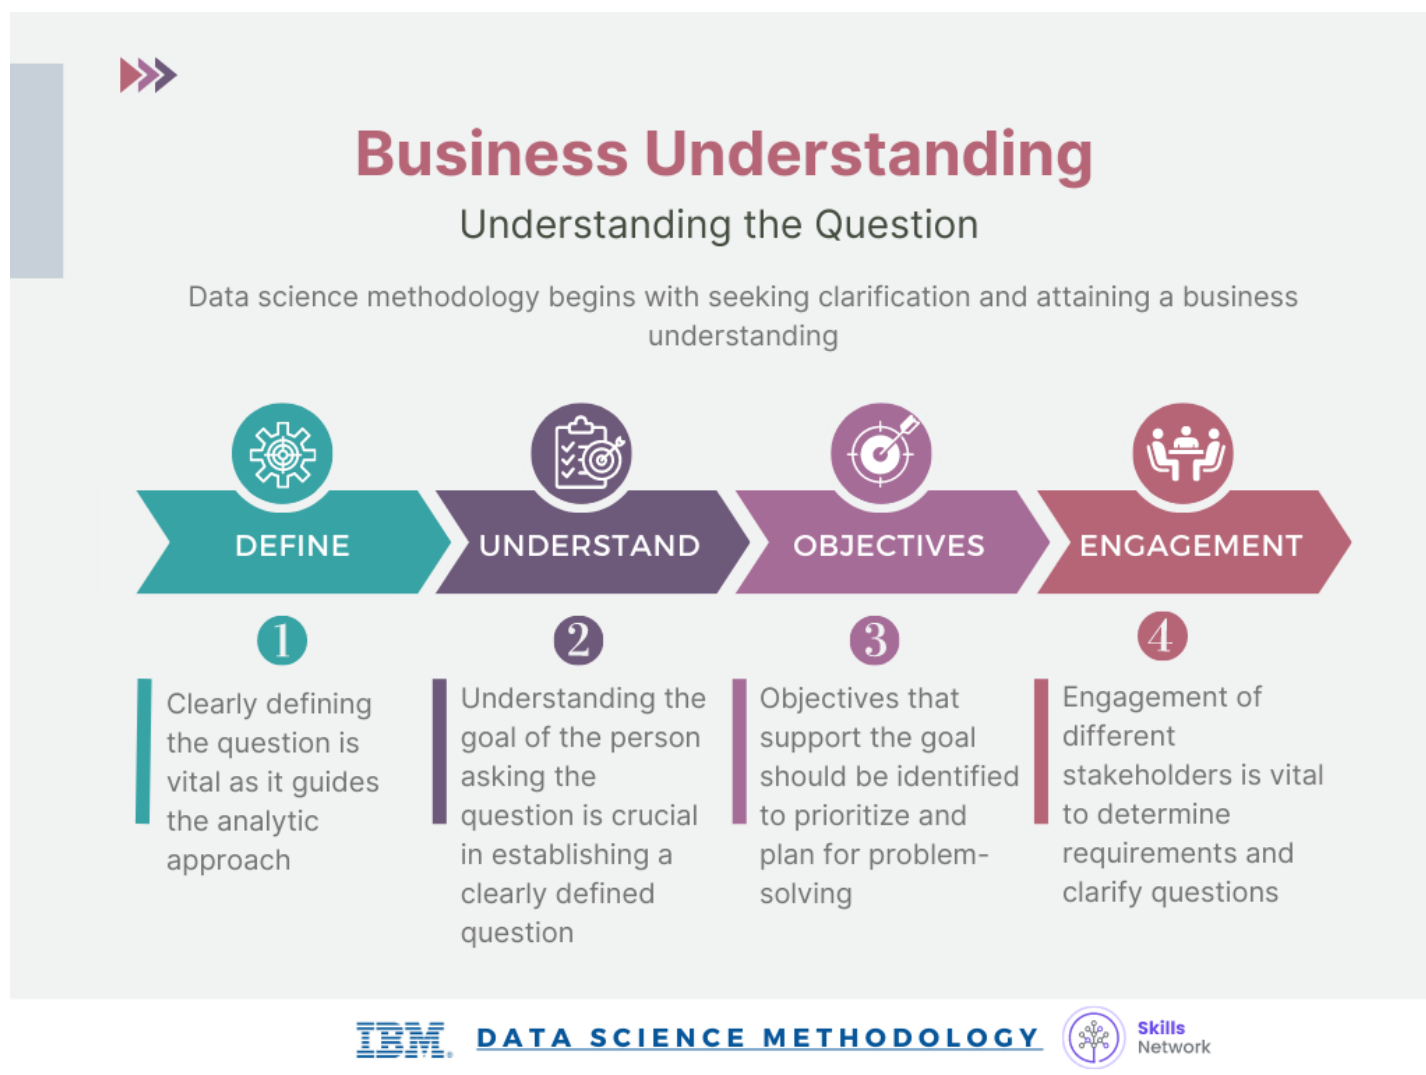 Business Understanding
Understanding the Question
Data science methodology begins with seeking clarification and attaining a business
understanding
DEFINE
UNDERSTAND
OBJECTIVES
ENGAGEMENT
1
Clearly defining
the question is
vital as it guides
the analytic
approach
2
Understanding the
goal of the person
asking the
question is crucial
in establishing a
clearly defined
question
3
Objectives that
support the goal
should be identified
to prioritize and
plan for problem-
solving
4
Engagement of
different
stakeholders is vital
to determine
requirements and
clarify questions
IBM®
DATA SCIENCE METHODOLOGY
Skills
Network